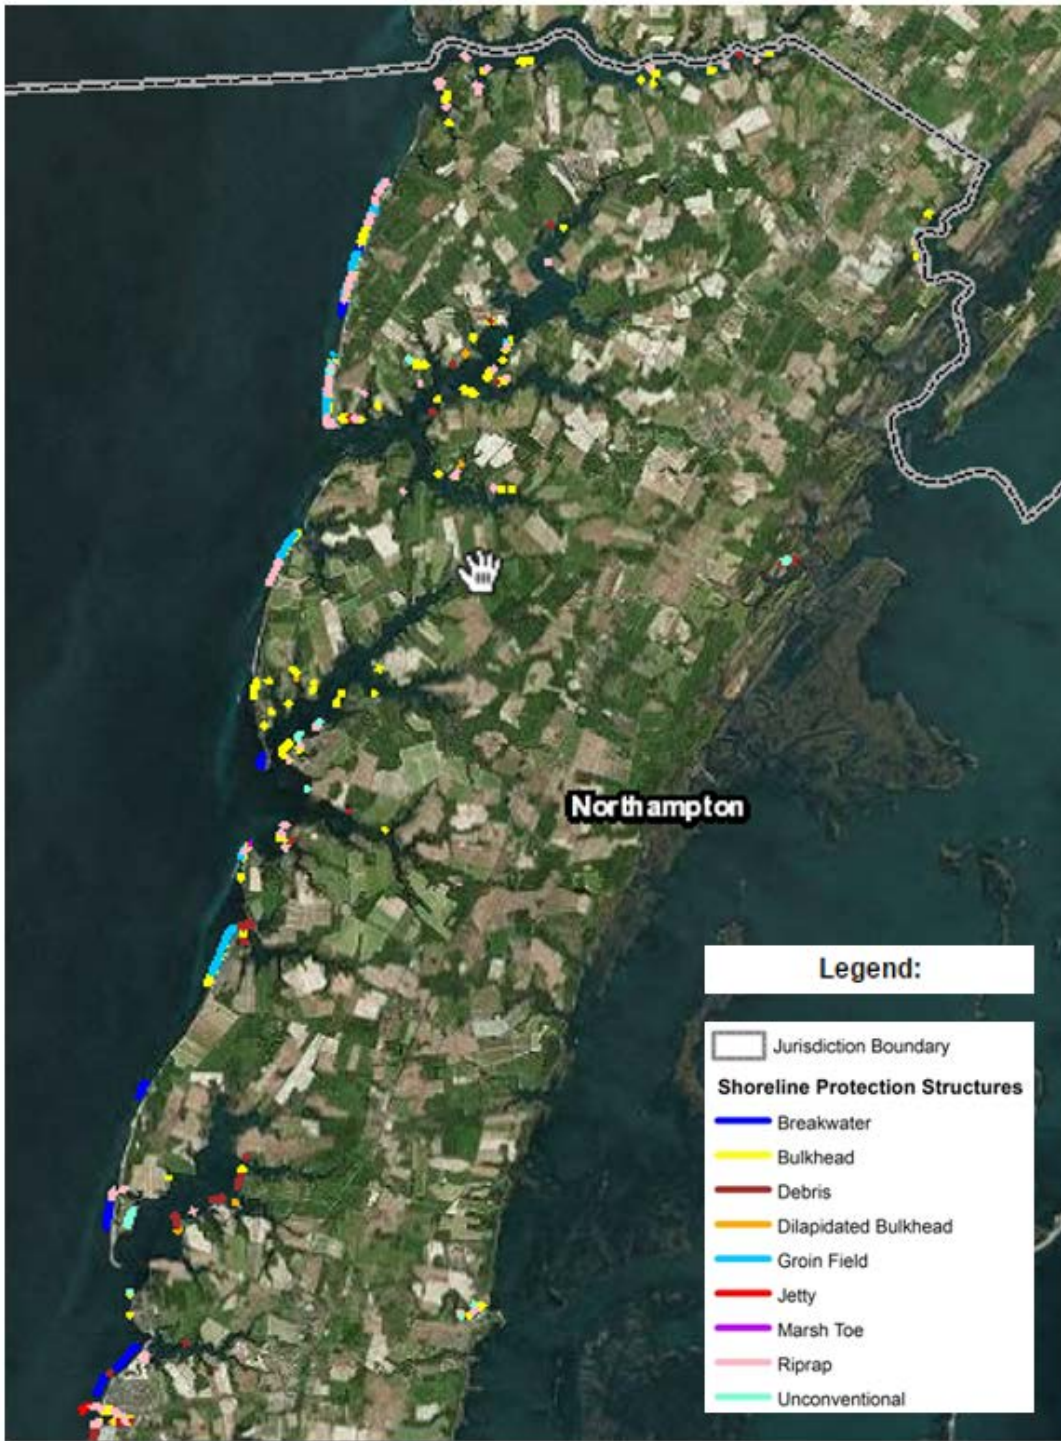 Northampton
Legend:
Jurisdiction Boundary
Shoreline Protection Structures
Breakwater
Bulkhead
Debris
Dilapidated Bulkhead
Groin Field
Jetty
Marsh Toe
Riprap
Unconventional